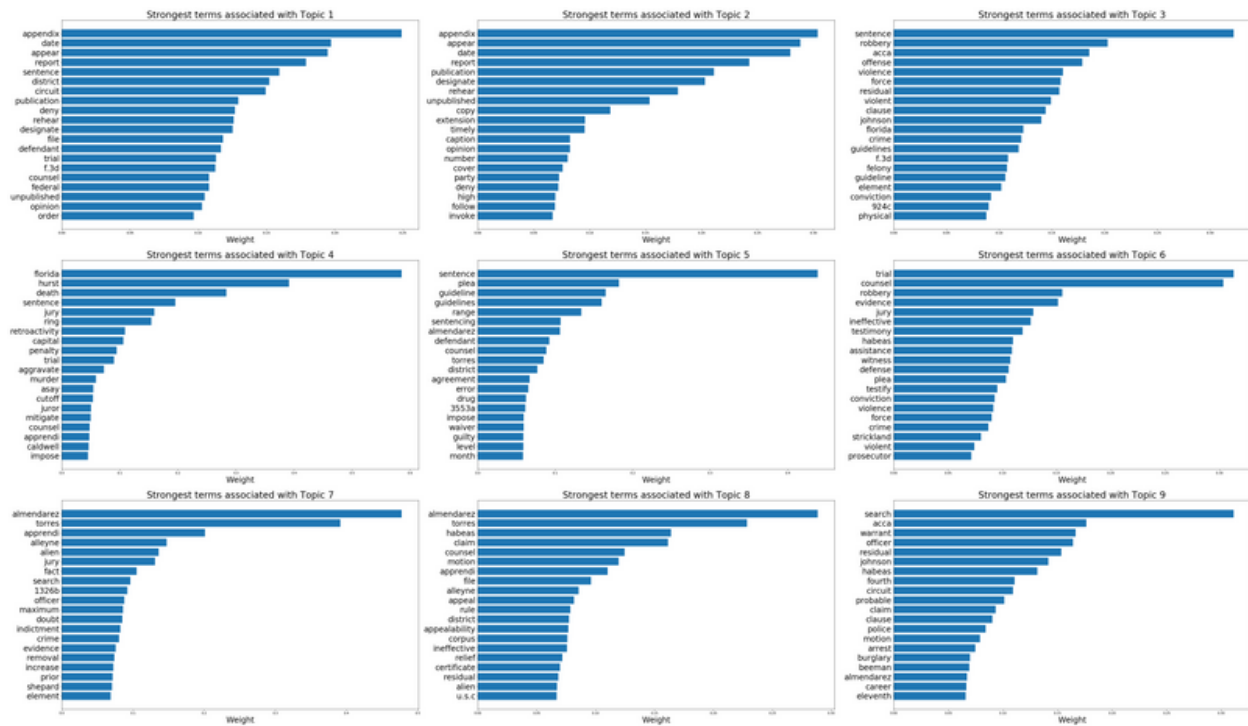 Strongest terms associated with Topic 1
appendix
date
appear
report
sentence
district
circuit
publication
deny
rehear
designate
file
defendant
trial
f.3d
counsel
federal
unpublished
opinion
order
Weight
Strongest terms associated with Topic 2
appendix
appear
date
report
publication
designate
rehear
unpublished
copy
extension
timely
caption
opinion
number
cover
party
deny
high
follow
invoke
Weight
Strongest terms associated with Topic 3
sentence
robbery
acca
offense
violence
force
residual
violent
clause
johnson
florida
crime
guidelines
f.3d
felony
guideline
element
conviction
924c
physical
Weight
Strongest terms associated with Topic 4
florida
hurst
death
sentence
jury
ring
retroactivity
capital
penalty
trial
aggravate
murder
asay
cutoff
juror
mitigate
counsel
apprendi
caldwell
impose
Weight
Strongest terms associated with Topic 5
sentence
plea
guideline
guidelines
range
sentencing
almendarez
defendant
counsel
torres
district
agreement
error
drug
3553a
impose
waiver
guilty
level
month
Weight
Strongest terms associated with Topic 6
trial
counsel
robbery
evidence
jury
ineffective
testimony
habeas
assistance
witness
defense
plea
testify
conviction
violence
force
crime
strickland
violent
prosecutor
Weight
Strongest terms associated with Topic 7
almendarez
torres
apprendi
alleyne
alien
jury
fact
search
1326b
officer
maximum
doubt
indictment
crime
evidence
removal
increase
prior
shepard
element
Weight
Strongest terms associated with Topic 8
almendarez
torres
habeas
claim
counsel
motion
apprendi
file
alleyne
appeal
rule
district
appealability
corpus
ineffective
relief
certificate
residual
alien
u.s.c
Weight
Strongest terms associated with Topic 9
search
acca
warrant
officer
residual
johnson
habeas
fourth
circuit
probable
claim
clause
police
motion
arrest
burglary
beeman
almendarez
career
eleventh
Weight